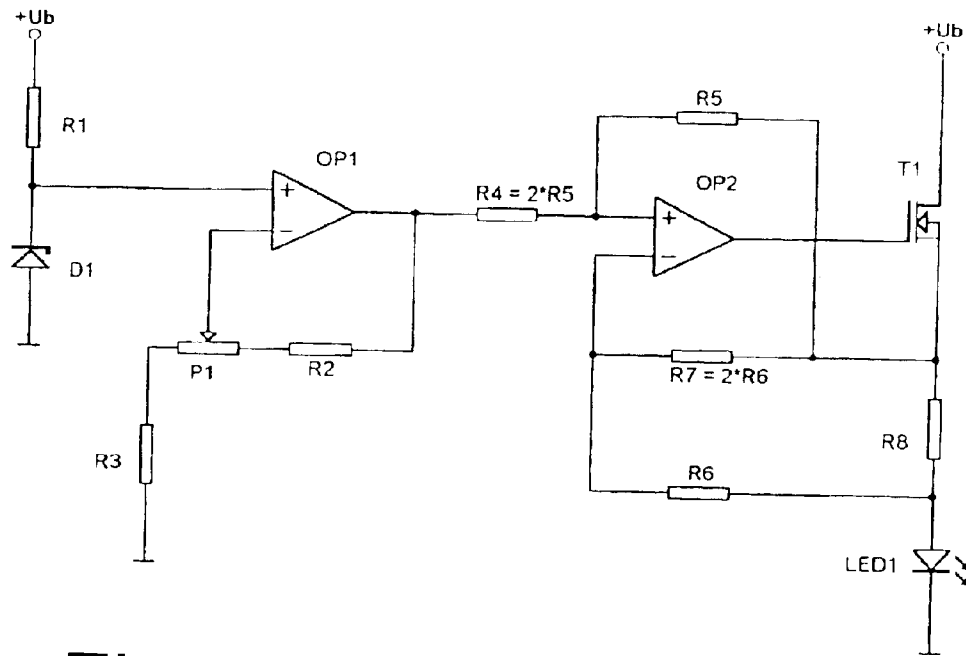 +Ub
+Ub
R1
R5
OP1
OP2
T1
R4 = 2*R5
+
−
+
−
D1
P1
R2
R7 = 2*R6
R3
R8
R6
LED1